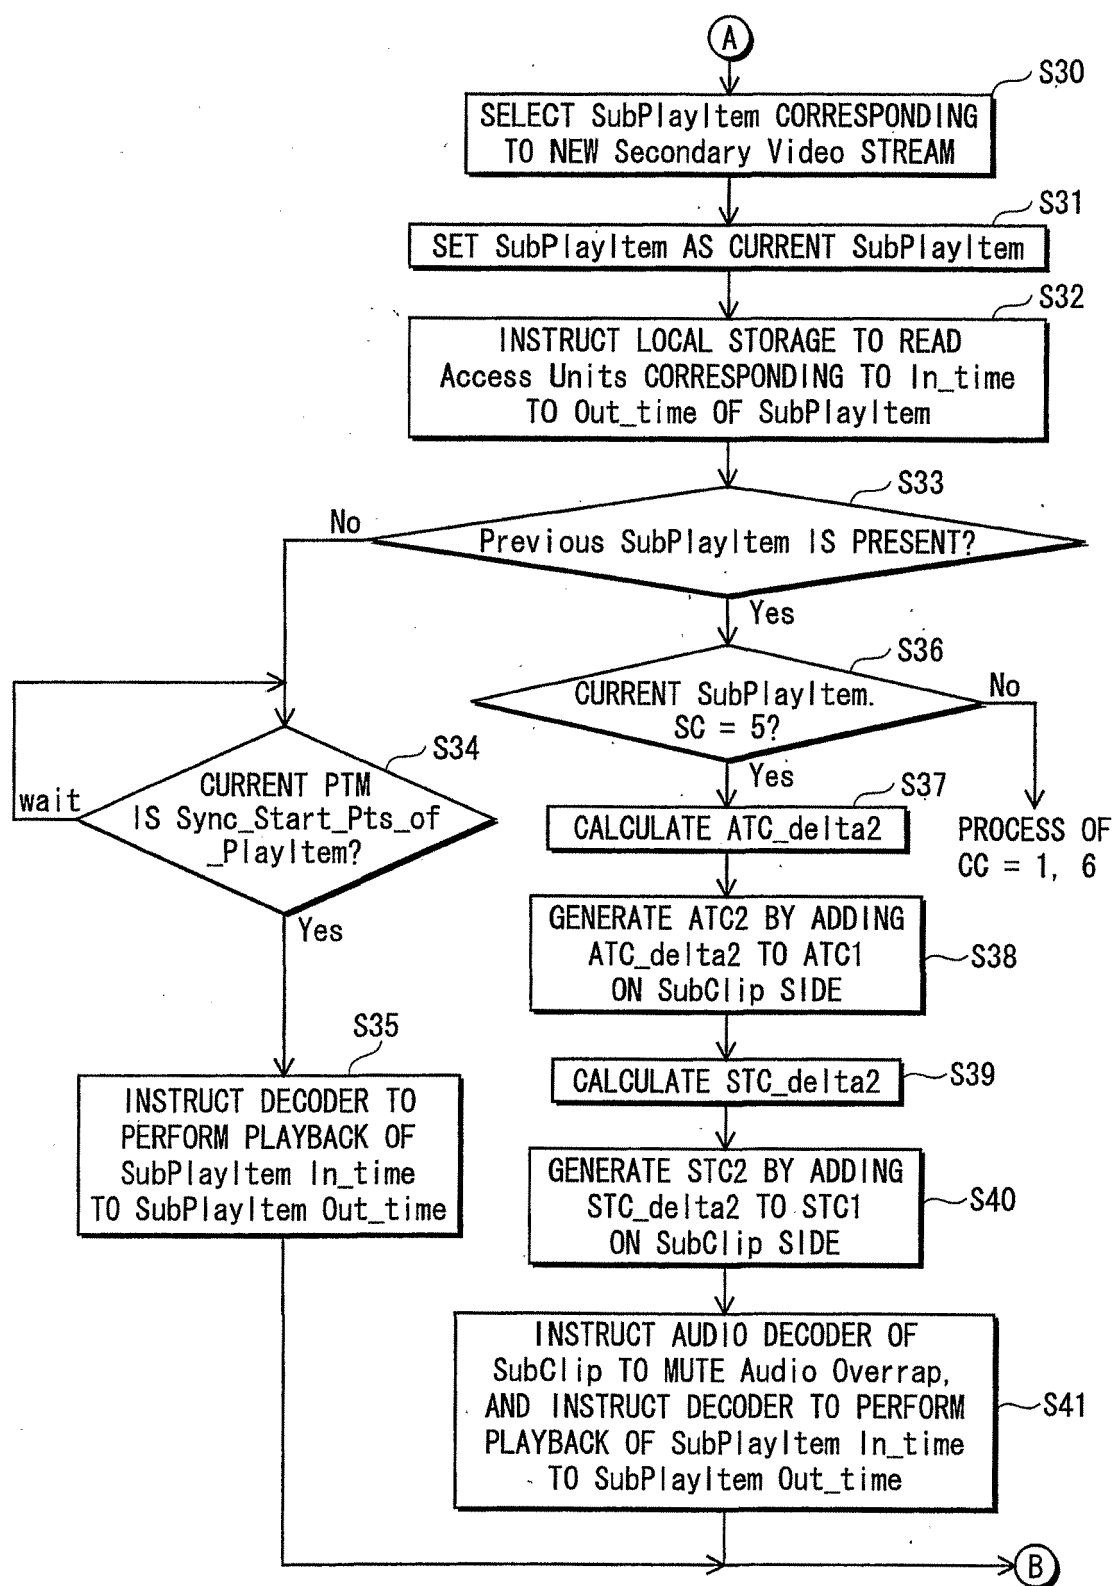 A
S30
SELECT SubPlayItem CORRESPONDING
TO NEW Secondary Video STREAM
S31
SET SubPlayItem AS CURRENT SubPlayItem
S32
INSTRUCT LOCAL STORAGE TO READ
Access Units CORRESPONDING TO In_time
TO Out_time OF SubPlayItem
S33
No
Previous SubPlayItem IS PRESENT?
Yes
S36
CURRENT SubPlayItem.
SC = 5?
No
Yes
S34
CURRENT PTM
IS Sync_Start_Pts_of
_PlayItem?
wait
Yes
S37
CALCULATE ATC_delta2
PROCESS OF
CC = 1, 6
GENERATE ATC2 BY ADDING
ATC_delta2 TO ATC1
ON SubClip SIDE
S38
S35
INSTRUCT DECODER TO
PERFORM PLAYBACK OF
SubPlayItem In_time
TO SubPlayItem Out_time
CALCULATE STC_delta2
S39
GENERATE STC2 BY ADDING
STC_delta2 TO STC1
ON SubClip SIDE
S40
INSTRUCT AUDIO DECODER OF
SubClip TO MUTE Audio Overrap,
AND INSTRUCT DECODER TO PERFORM
PLAYBACK OF SubPlayItem In_time
TO SubPlayItem Out_time
S41
B